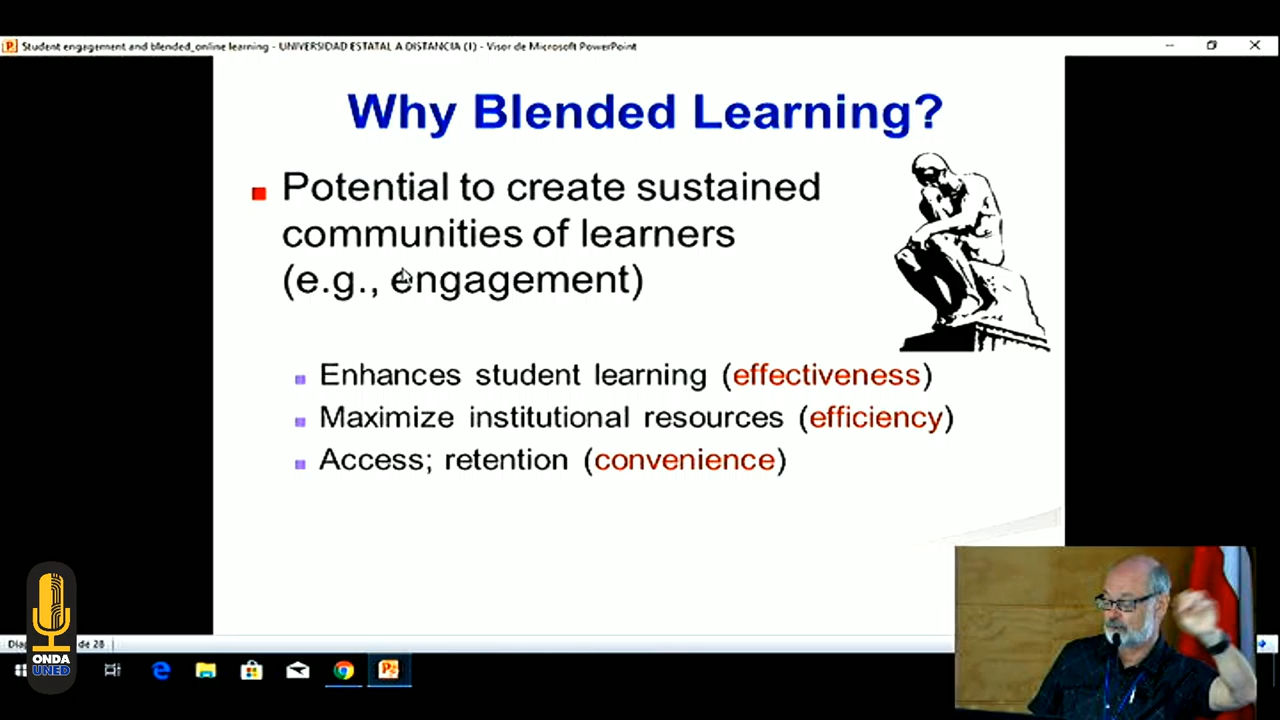 Student engagement and blended_online learning - UNIVERSIDAD ESTATAL A DISTANCIA (I) - Visor de Microsoft PowerPoint
Why Blended Learning?
Potential to create sustained
communities of learners
(e.g., engagement)
Enhances student learning (effectiveness)
Maximize institutional resources (efficiency)
Access; retention (convenience)
de 28
ONDA
UNED